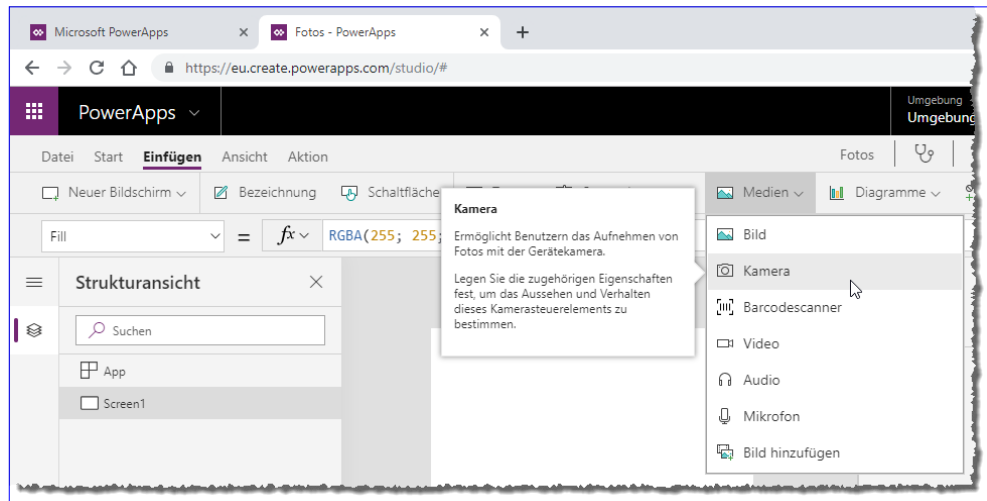 Microsoft PowerApps
Fotos - PowerApps
https://eu.create.powerapps.com/studio/#
PowerApps
Umgebung
Umgebung
Datei Start Einfügen Ansicht Aktion
Fotos
Neuer Bildschirm
Bezeichnung
Schaltfläche
Medien
Diagramme
Fill
=
fx
RGBA(255; 255;
Kamera
Ermöglicht Benutzern das Aufnehmen von
Fotos mit der Gerätekamera.
Legen Sie die zugehörigen Eigenschaften
fest, um das Aussehen und Verhalten
dieses Kamerasteuerelements zu
bestimmen.
Bild
Kamera
Barcodescanner
Video
Audio
Mikrofon
Bild hinzufügen
Strukturansicht
Suchen
App
Screen1